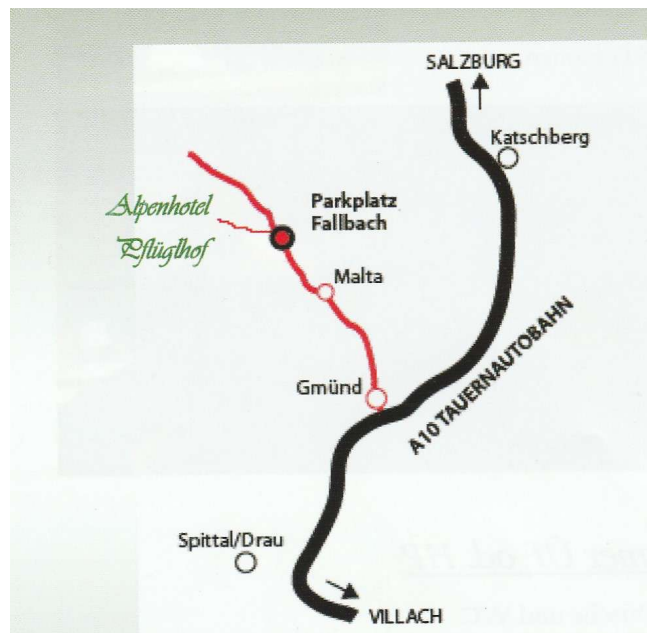 SALZBURG
Katschberg
Alpenhotel
Pflüglhof
Parkplatz
Fallbach
Malta
Gmünd
A10 TAUERNAUTOBAHN
Spittal/Drau
VILLACH